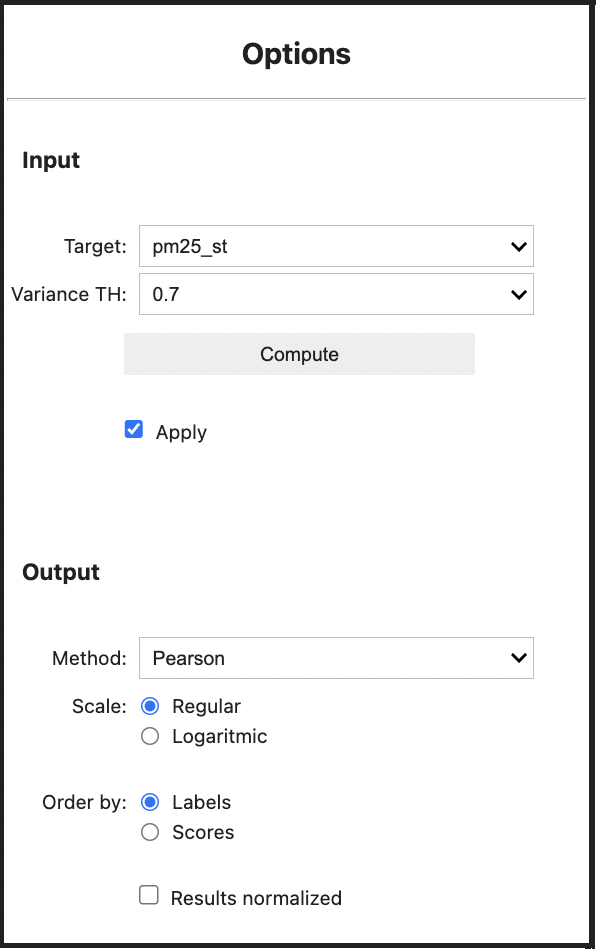 Options
Input
Target: pm25_st
Variance TH: 0.7
Compute
Apply
Output
Method: Pearson
Scale: Regular
Logaritmic
Order by: Labels
Scores
Results normalized